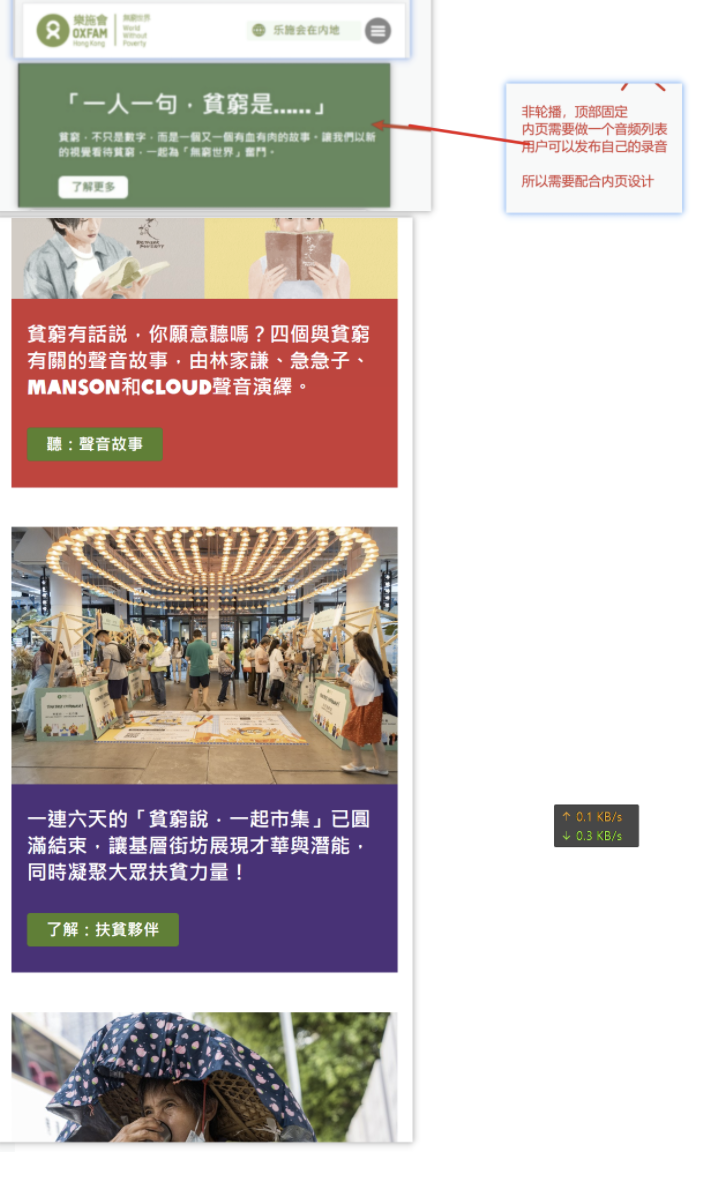 樂施會
OXFAM
Hong Kong
無窮世界
World
Without
Poverty
乐施会在内地
「一人一句．貧窮是......」
貧窮．不只是數字．而是一個又一個有血有肉的故事。讓我們以新
的視覺看待貧窮．一起為「無窮世界」奮鬥。
了解更多
非轮播，顶部固定
内页需要做一个音频列表
用户可以发布自己的录音
所以需要配合内页设计
貧窮有話説，你願意聽嗎？四個與貧窮
有關的聲音故事，由林家謙、急急子、
MANSON和CLOUD聲音演繹。
聽：聲音故事
一連六天的「貧窮說．一起市集」已圓
滿結束，讓基層街坊展現才華與潛能，
同時凝聚大眾扶貧力量！
了解：扶貧夥伴
↑ 0.1 KB/s
↓ 0.3 KB/s